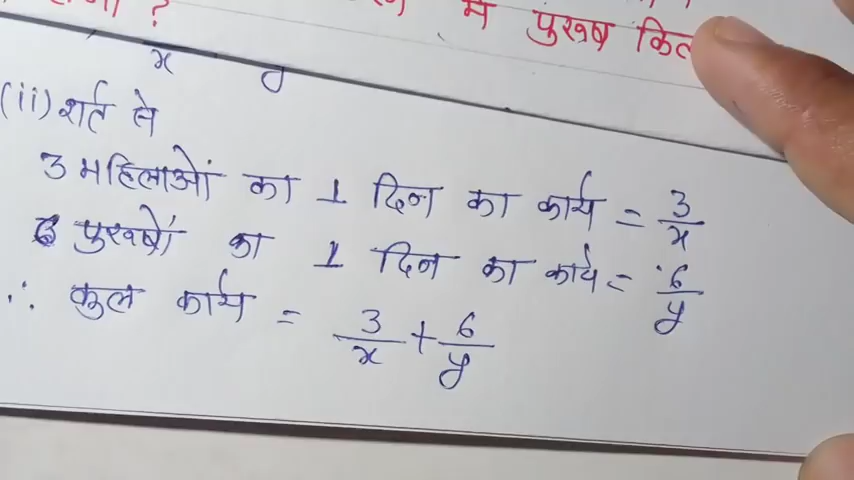 ? में पुरुष
x y
(ii) शर्त से
3 महिलाओं का 1 दिन का कार्य = 3/x
6 पुरुषों का 1 दिन का कार्य = 6/y
∴ कुल कार्य = 3/x + 6/y